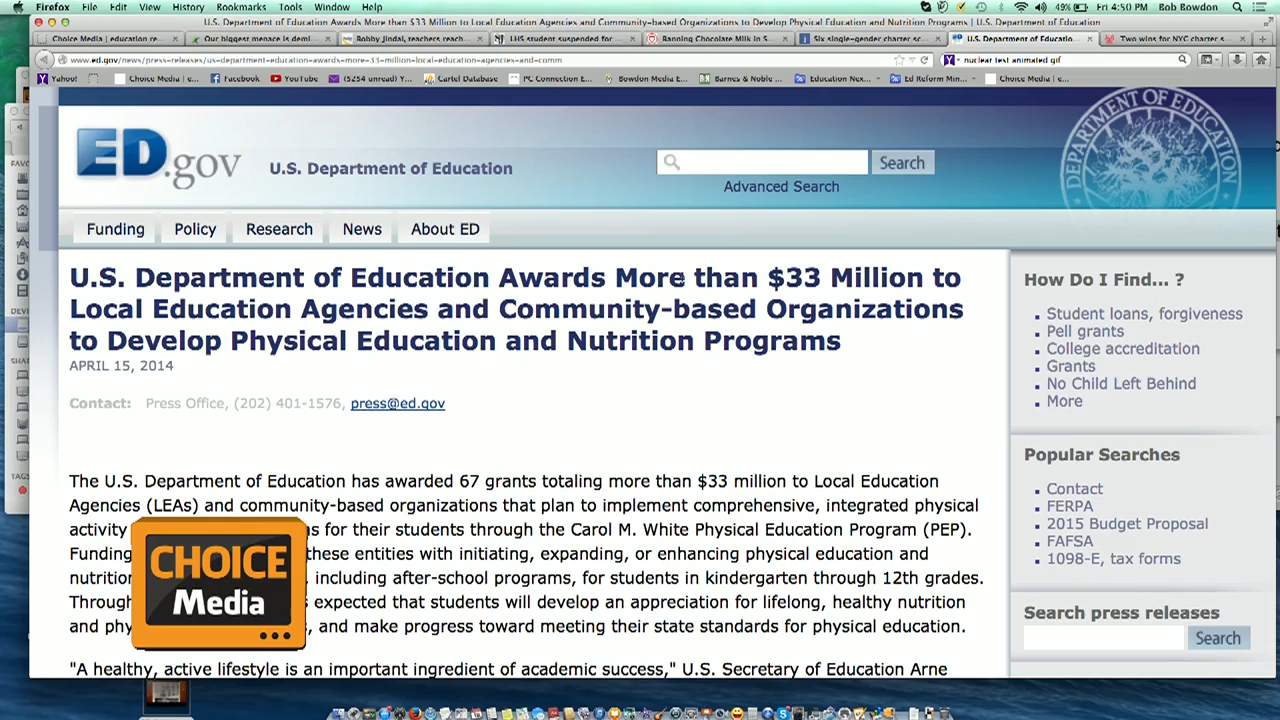 Firefox File Edit View History Bookmarks Tools Window Help 49% Fri 4:50 PM Bob Bowdon
U.S. Department of Education Awards More than $33 Million to Local Education Agencies and Community-based Organizations to Develop Physical Education and Nutrition Programs | U.S. Department of Education
Choice Media | education re... Our biggest menace is demi... Bobby Jindal, teachers reach... LHS student suspended for... Banning Chocolate Milk In S... Six single-gender charter sc... U.S. Department of Educatio... Two wins for NYC charter s...
www.ed.gov/news/press-releases/us-department-education-awards-more-33-million-local-education-agencies-and-comm nuclear test animated gif
Yahoo! Choice Media | e... Facebook YouTube (5254 unread) Y... Cartel Database PC Connection E... Bowdon Media E... Barnes & Noble ... Education Nex... Ed Reform Min... Choice Media | e...
ED.gov U.S. Department of Education Search
Advanced Search
DEPARTMENT OF EDUCATION
Funding Policy Research News About ED
U.S. Department of Education Awards More than $33 Million to
Local Education Agencies and Community-based Organizations
to Develop Physical Education and Nutrition Programs
APRIL 15, 2014
Contact: Press Office, (202) 401-1576, press@ed.gov
The U.S. Department of Education has awarded 67 grants totaling more than $33 million to Local Education
Agencies (LEAs) and community-based organizations that plan to implement comprehensive, integrated physical
activity ns for their students through the Carol M. White Physical Education Program (PEP).
Funding these entities with initiating, expanding, or enhancing physical education and
nutrition , including after-school programs, for students in kindergarten through 12th grades.
Through s expected that students will develop an appreciation for lifelong, healthy nutrition
and phy , and make progress toward meeting their state standards for physical education.
"A healthy, active lifestyle is an important ingredient of academic success," U.S. Secretary of Education Arne
CHOICE
Media
How Do I Find... ?
Student loans, forgiveness
Pell grants
College accreditation
Grants
No Child Left Behind
More
Popular Searches
Contact
FERPA
2015 Budget Proposal
FAFSA
1098-E, tax forms
Search press releases
Search